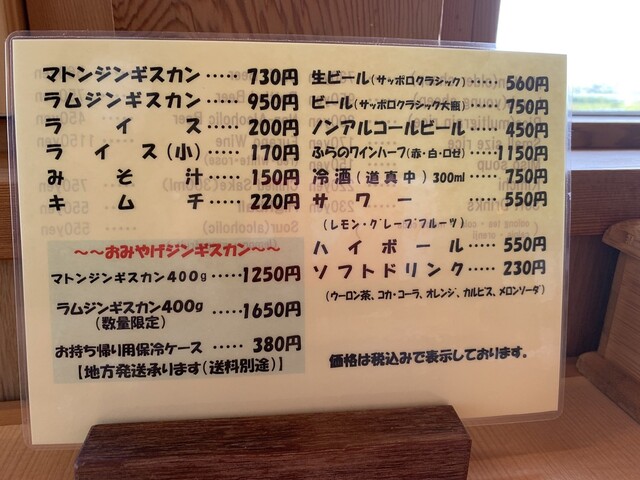 マトンジンギスカン ・・・・・ 730円
ラムジンギスカン ・・・・・ 950円
ライス ・・・・・ 200円
ライス(小) ・・・・・ 170円
みそ汁 ・・・・・ 150円
キムチ ・・・・・ 220円
～～おみやげジンギスカン～～
マトンジンギスカン400g ・・・・・ 1250円
ラムジンギスカン400g ・・・・・ 1650円
(数量限定)
お持ち帰り用保冷ケース ・・・・・ 380円
【地方発送承ります(送料別途)】
生ビール(サッポロクラシック) ・・・・・ 560円
ビール(サッポロクラシック大瓶) ・・・・・ 750円
ノンアルコールビール ・・・・・ 450円
ふらのワインハーフ(赤・白・ロゼ) ・・・・・ 1150円
冷酒(道真中)300ml ・・・・・ 750円
サワー ・・・・・ 550円
(レモン・グレープフルーツ)
ハイボール ・・・・・ 550円
ソフトドリンク ・・・・・ 230円
(ウーロン茶、コカ・コーラ、オレンジ、カルピス、メロンソーダ)
価格は税込みで表示しております。